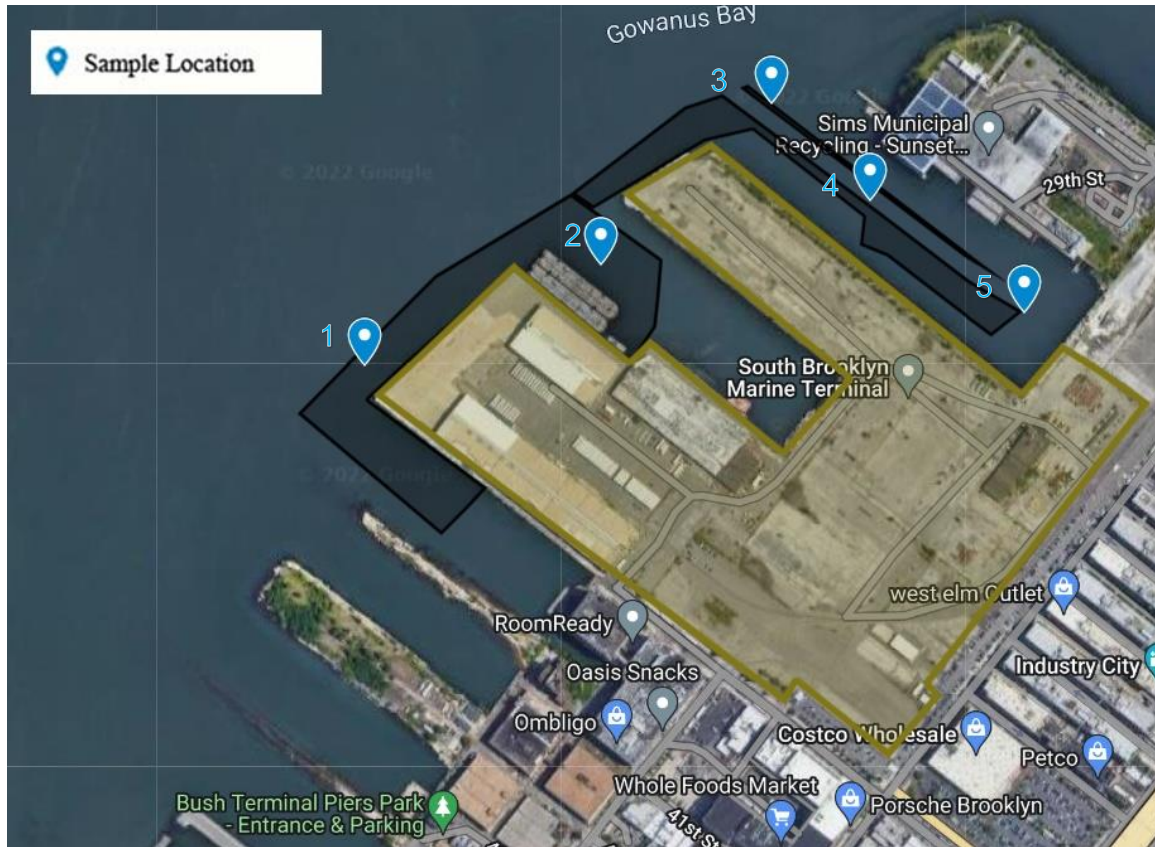 Gowanus Bay
Sample Location
3
2022 Google
Sims Municipal
Recycling - Sunset...
© 2022 Google
29th St
4
2
5
1
South Brooklyn
Marine Terminal
© 2022 Google
west elm Outlet
RoomReady
Industry City
Oasis Snacks
Ombligo
Costco Wholesale
Petco
Whole Foods Market
Bush Terminal Piers Park
- Entrance & Parking
Porsche Brooklyn
41st St